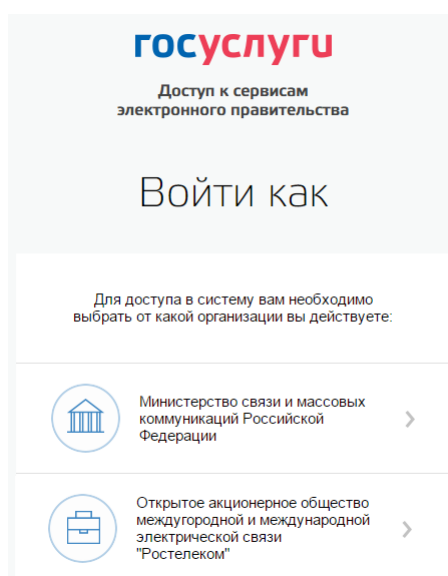 госуслуги
Доступ к сервисам
электронного правительства
Войти как
Для доступа в систему вам необходимо
выбрать от какой организации вы действуете:
Министерство связи и массовых
коммуникаций Российской
Федерации
Открытое акционерное общество
междугородной и международной
электрической связи
"Ростелеком"